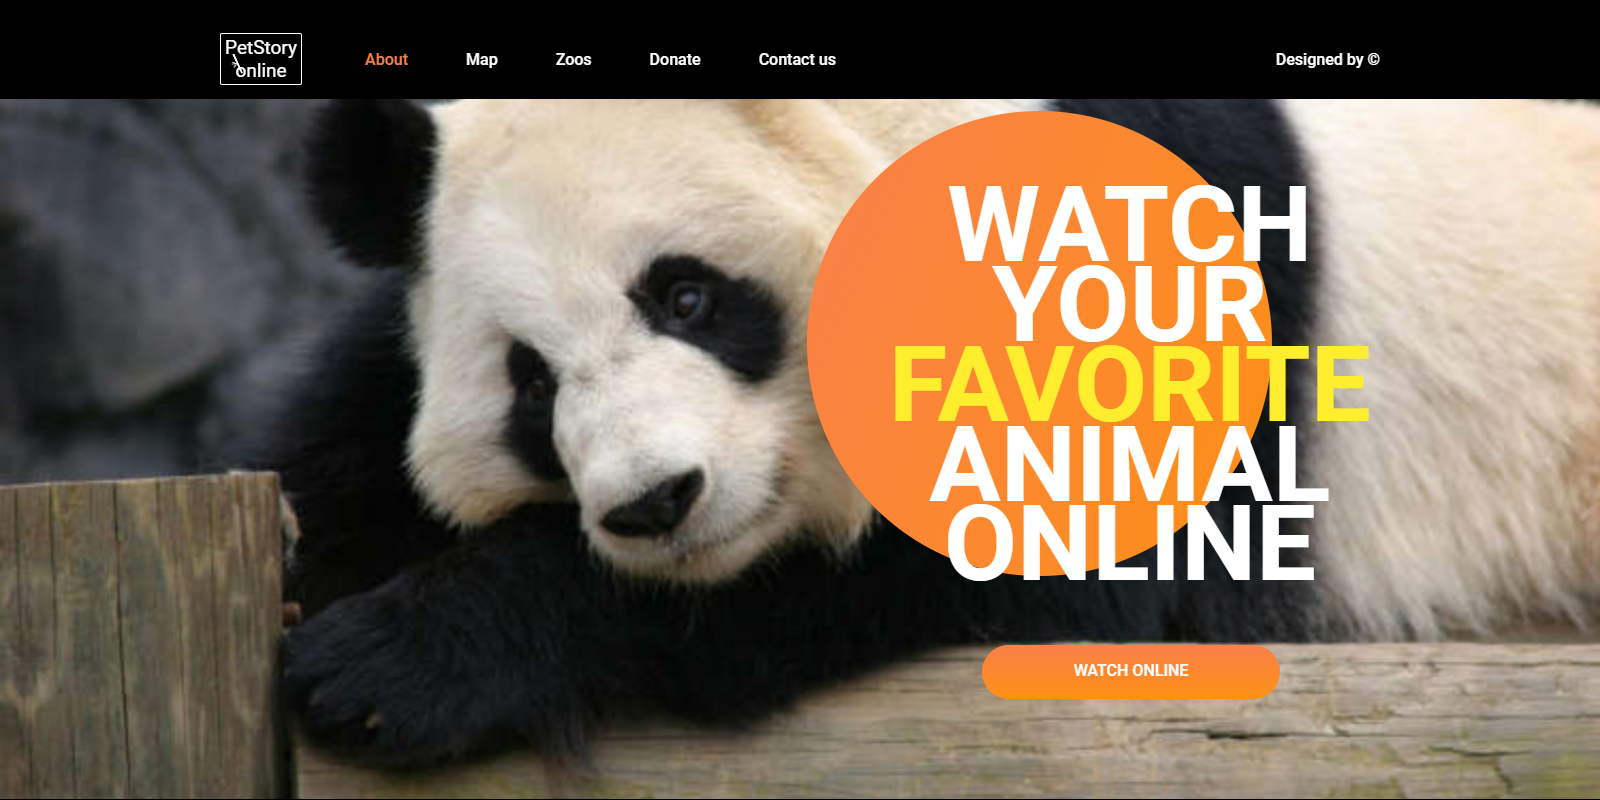 PetStory
online
About
Map
Zoos
Donate
Contact us
Designed by ©
WATCH
YOUR
FAVORITE
ANIMAL
ONLINE
WATCH ONLINE